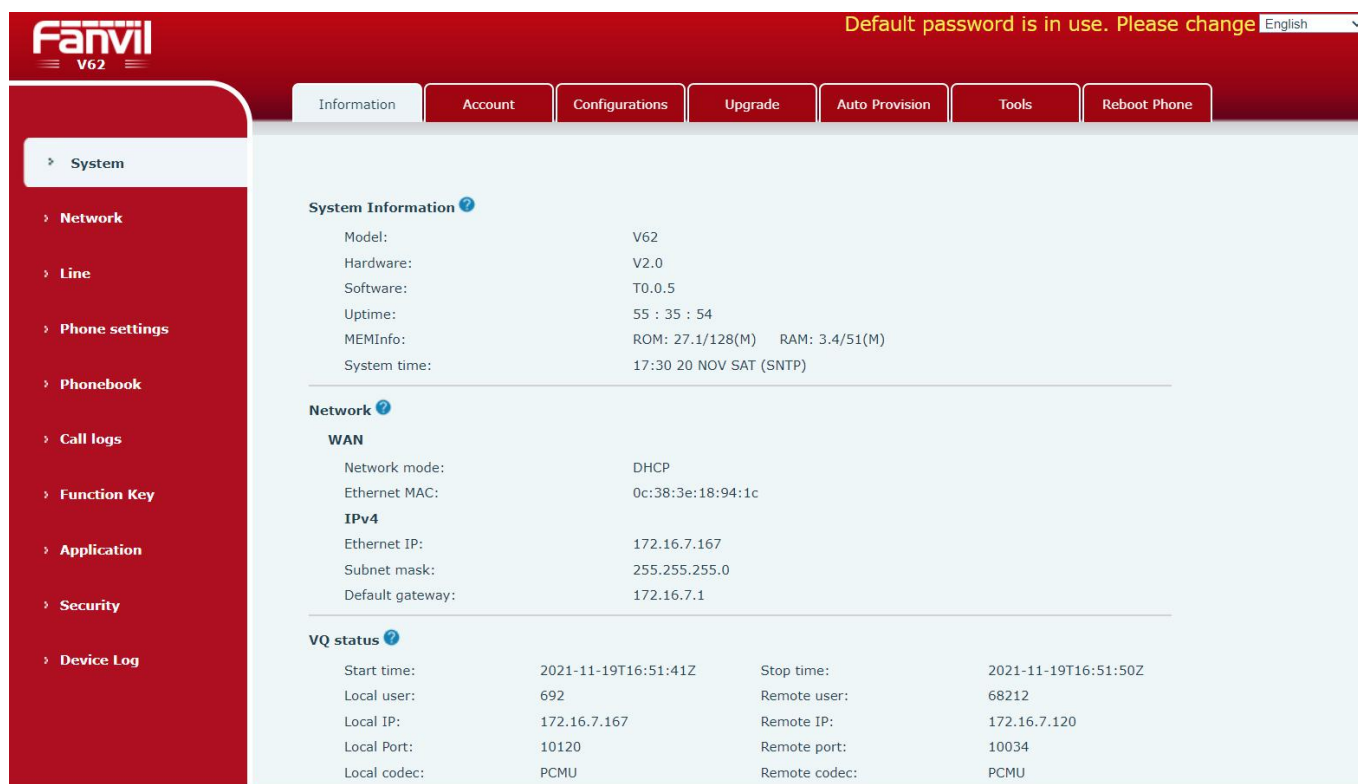 Fanvil
V62
Default password is in use. Please change English
Information Account Configurations Upgrade Auto Provision Tools Reboot Phone
System
Network
Line
Phone settings
Phonebook
Call logs
Function Key
Application
Security
Device Log
System Information
Model: V62
Hardware: V2.0
Software: T0.0.5
Uptime: 55 : 35 : 54
MEMInfo: ROM: 27.1/128(M) RAM: 3.4/51(M)
System time: 17:30 20 NOV SAT (SNTP)
Network
WAN
Network mode: DHCP
Ethernet MAC: 0c:38:3e:18:94:1c
IPv4
Ethernet IP: 172.16.7.167
Subnet mask: 255.255.255.0
Default gateway: 172.16.7.1
VQ status
Start time: 2021-11-19T16:51:41Z Stop time: 2021-11-19T16:51:50Z
Local user: 692 Remote user: 68212
Local IP: 172.16.7.167 Remote IP: 172.16.7.120
Local Port: 10120 Remote port: 10034
Local codec: PCMU Remote codec: PCMU